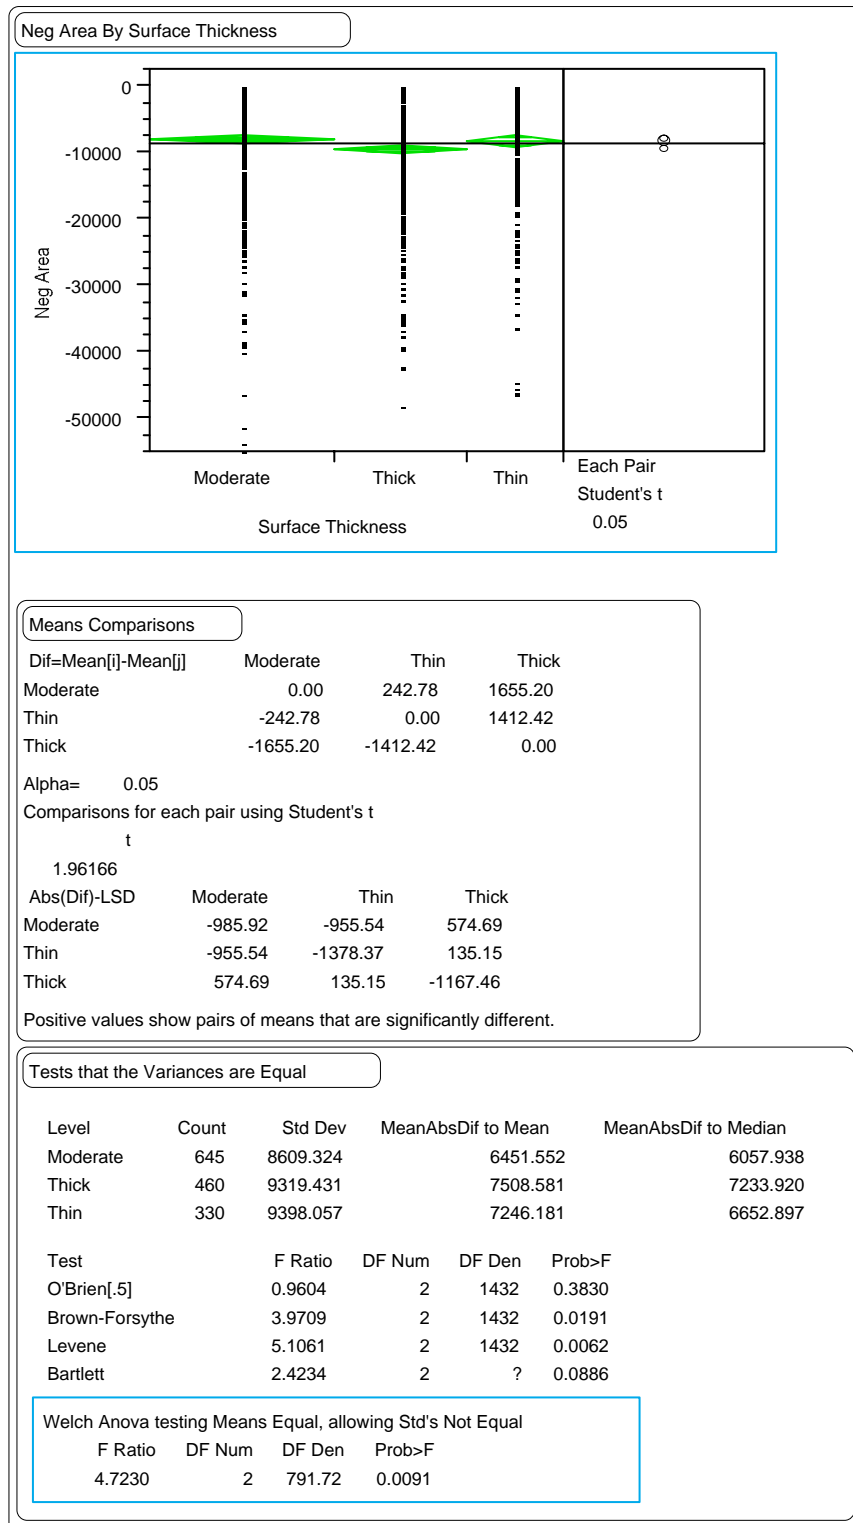 Neg Area By Surface Thickness
0
-10000
-20000
-30000
-40000
-50000
Neg Area
Moderate Thick Thin
Each Pair
Student's t
0.05
Surface Thickness
Means Comparisons
Dif=Mean[i]-Mean[j] Moderate Thin Thick
Moderate 0.00 242.78 1655.20
Thin -242.78 0.00 1412.42
Thick -1655.20 -1412.42 0.00
Alpha= 0.05
Comparisons for each pair using Student's t
t
1.96166
Abs(Dif)-LSD Moderate Thin Thick
Moderate -985.92 -955.54 574.69
Thin -955.54 -1378.37 135.15
Thick 574.69 135.15 -1167.46
Positive values show pairs of means that are significantly different.
Tests that the Variances are Equal
Level Count Std Dev MeanAbsDif to Mean MeanAbsDif to Median
Moderate 645 8609.324 6451.552 6057.938
Thick 460 9319.431 7508.581 7233.920
Thin 330 9398.057 7246.181 6652.897
Test F Ratio DF Num DF Den Prob>F
O'Brien[.5] 0.9604 2 1432 0.3830
Brown-Forsythe 3.9709 2 1432 0.0191
Levene 5.1061 2 1432 0.0062
Bartlett 2.4234 2 ? 0.0886
Welch Anova testing Means Equal, allowing Std's Not Equal
F Ratio DF Num DF Den Prob>F
4.7230 2 791.72 0.0091